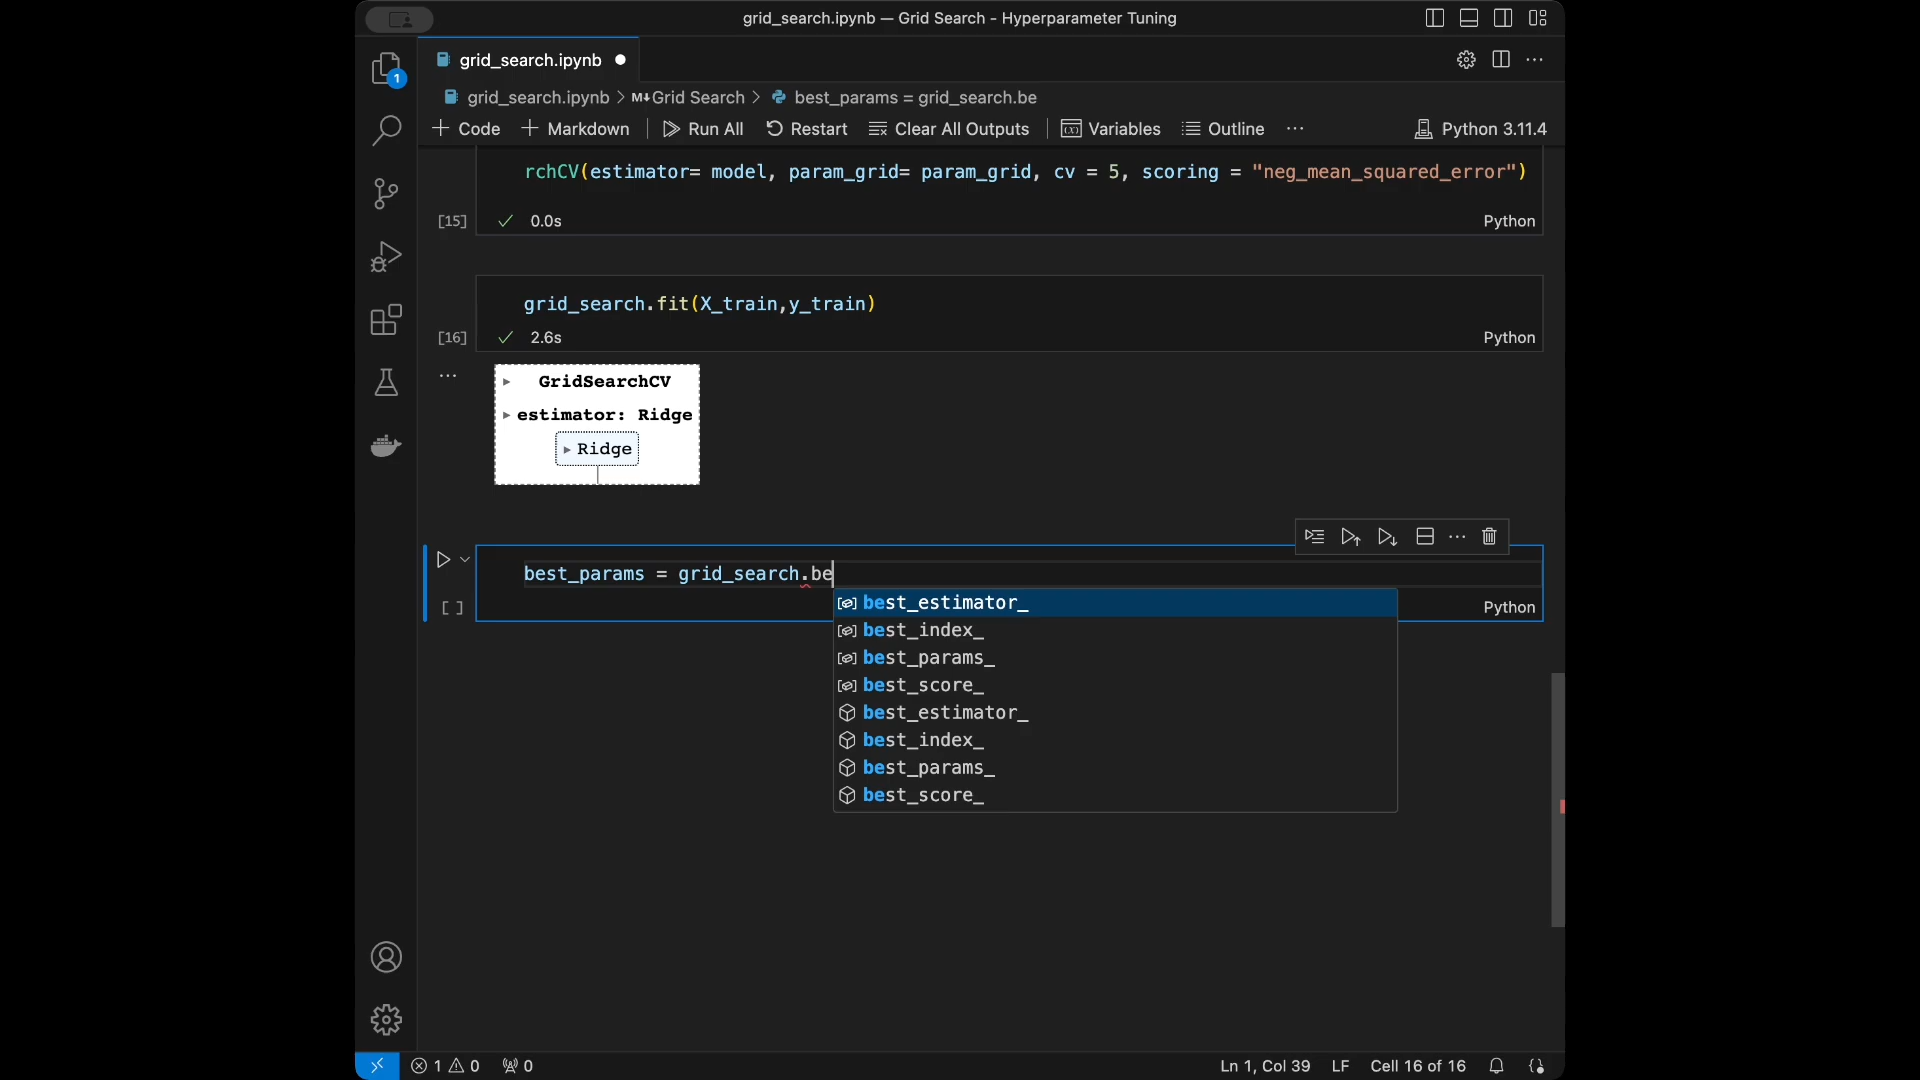 grid_search.ipynb — Grid Search - Hyperparameter Tuning
grid_search.ipynb
1
grid_search.ipynb > M↓ Grid Search > best_params = grid_search.be
+ Code + Markdown Run All Restart Clear All Outputs Variables Outline ... Python 3.11.4
rchCV(estimator= model, param_grid= param_grid, cv = 5, scoring = "neg_mean_squared_error")
[15] ✓ 0.0s Python
grid_search.fit(X_train,y_train)
[16] ✓ 2.6s Python
...
GridSearchCV
estimator: Ridge
Ridge
best_params = grid_search.be
[ ] Python
best_estimator_
best_index_
best_params_
best_score_
best_estimator_
best_index_
best_params_
best_score_
1 0 0 Ln 1, Col 39 LF Cell 16 of 16